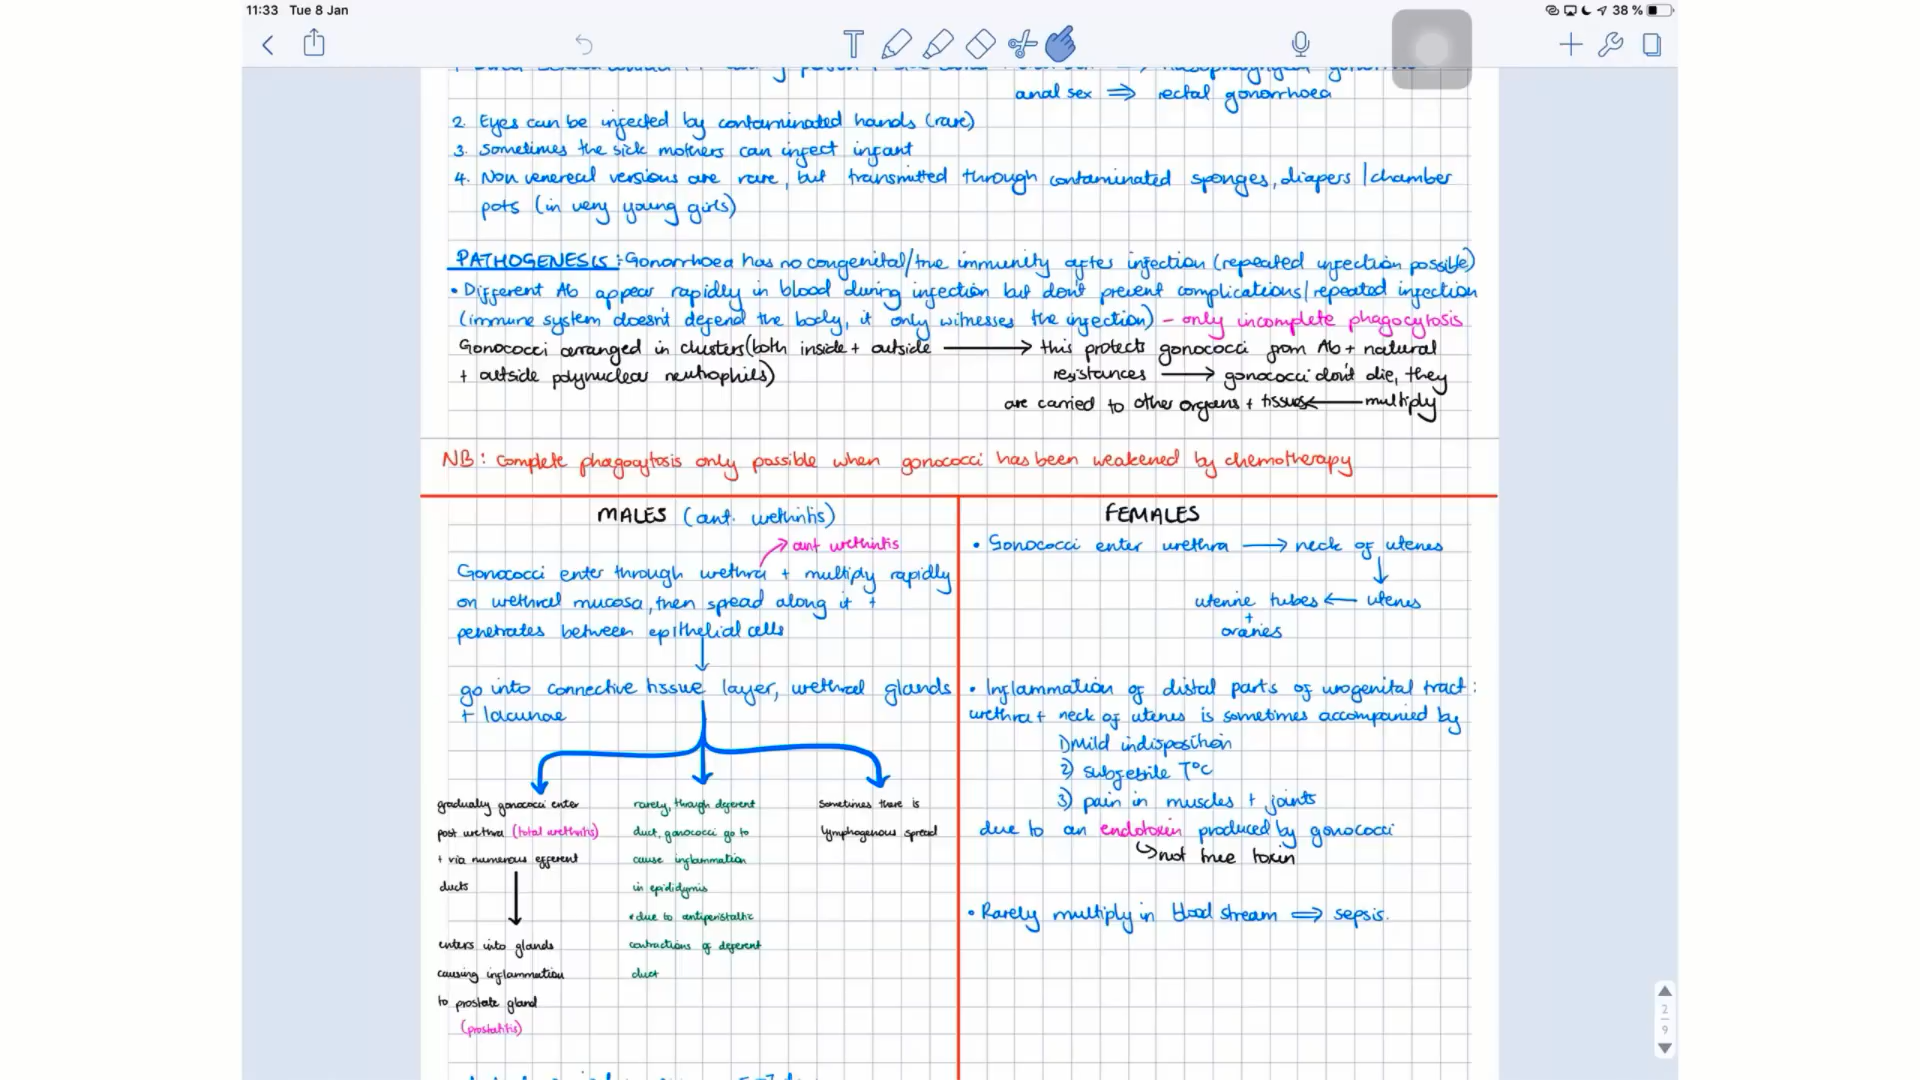 11:33 Tue 8 Jan
38 %
T
anal sex ⇒ rectal gonorrhoea
2. Eyes can be infected by contaminated hands (rare)
3. Sometimes the sick mothers can infect infant
4. Non venereal versions are rare, but transmitted through contaminated sponges, diapers / chamber
pots (in very young girls)
PATHOGENESIS :- Gonorrhoea has no congenital/true immunity after infection (repeated infection possible)
• Different Ab appear rapidly in blood during infection but don't prevent complications/repeated infection
(immune system doesn't defend the body, it only witnesses the infection) - only incomplete phagocytosis
Gonococci arranged in clusters (both inside + outside → this protects gonococci from Ab + natural
+ outside polynuclear neutrophils) resistances → gonococci don't die, they
are carried to other organs + tissues ← multiply
NB: Complete phagocytosis only possible when gonococci has been weakened by chemotherapy
MALES (ant. urethritis)
→ ant urethritis
Gonococci enter through urethra + multiply rapidly
on urethral mucosa, then spread along it +
penetrates between epithelial cells
↓
go into connective tissue layer, urethral glands
+ lacunae
gradually gonococci enter
post urethra (total urethritis)
+ via numerous efferent
ducts
↓
enters into glands
causing inflammation
to prostate gland
(prostatitis)
rarely, through deferent
duct, gonococci go to
cause inflammation
in epididymis
• due to antiperistaltic
contractions of deferent
duct
Sometimes there is
lymphogenous spread
FEMALES
• Gonococci enter urethra → neck of uterus
↓
uterine tubes ← uterus
+
ovaries
• Inflammation of distal parts of urogenital tract:
urethra + neck of uterus is sometimes accompanied by
1) Mild indisposition
2) subfebrile T°C
3) pain in muscles + joints
due to an endotoxin produced by gonococci
↳ not true toxin
• Rarely multiply in blood stream ⇒ sepsis.
2
9